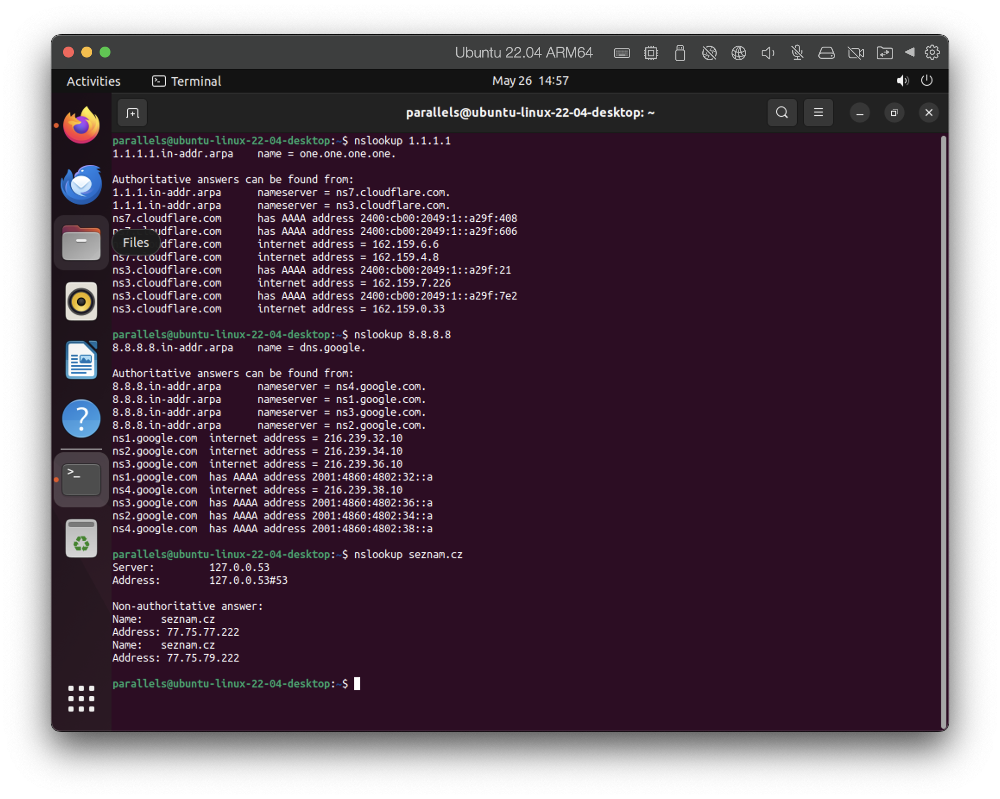 Ubuntu 22.04 ARM64
Activities
Terminal
May 26 14:57
parallels@ubuntu-linux-22-04-desktop: ~
parallels@ubuntu-linux-22-04-desktop:~$ nslookup 1.1.1.1
1.1.1.1.in-addr.arpa	name = one.one.one.one.
Authoritative answers can be found from:
1.1.1.in-addr.arpa	nameserver = ns7.cloudflare.com.
1.1.1.in-addr.arpa	nameserver = ns3.cloudflare.com.
ns7.cloudflare.com	has AAAA address 2400:cb00:2049:1::a29f:408
ns7.cloudflare.com	has AAAA address 2400:cb00:2049:1::a29f:606
Files
dflare.com	internet address = 162.159.6.6
ns7.cloudflare.com	internet address = 162.159.4.8
ns3.cloudflare.com	has AAAA address 2400:cb00:2049:1::a29f:21
ns3.cloudflare.com	internet address = 162.159.7.226
ns3.cloudflare.com	has AAAA address 2400:cb00:2049:1::a29f:7e2
ns3.cloudflare.com	internet address = 162.159.0.33
parallels@ubuntu-linux-22-04-desktop:~$ nslookup 8.8.8.8
8.8.8.8.in-addr.arpa	name = dns.google.
Authoritative answers can be found from:
8.8.8.in-addr.arpa	nameserver = ns4.google.com.
8.8.8.in-addr.arpa	nameserver = ns1.google.com.
8.8.8.in-addr.arpa	nameserver = ns3.google.com.
8.8.8.in-addr.arpa	nameserver = ns2.google.com.
ns1.google.com	internet address = 216.239.32.10
ns2.google.com	internet address = 216.239.34.10
ns3.google.com	internet address = 216.239.36.10
ns1.google.com	has AAAA address 2001:4860:4802:32::a
ns4.google.com	internet address = 216.239.38.10
ns3.google.com	has AAAA address 2001:4860:4802:36::a
ns2.google.com	has AAAA address 2001:4860:4802:34::a
ns4.google.com	has AAAA address 2001:4860:4802:38::a
parallels@ubuntu-linux-22-04-desktop:~$ nslookup seznam.cz
Server:		127.0.0.53
Address:	127.0.0.53#53
Non-authoritative answer:
Name:	seznam.cz
Address: 77.75.77.222
Name:	seznam.cz
Address: 77.75.79.222
parallels@ubuntu-linux-22-04-desktop:~$